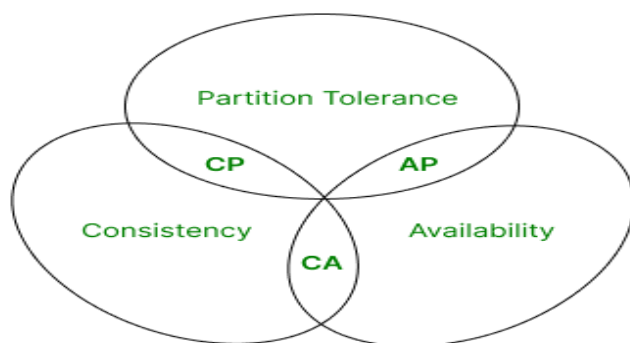 Partition Tolerance
CP
AP
Consistency
Availability
CA